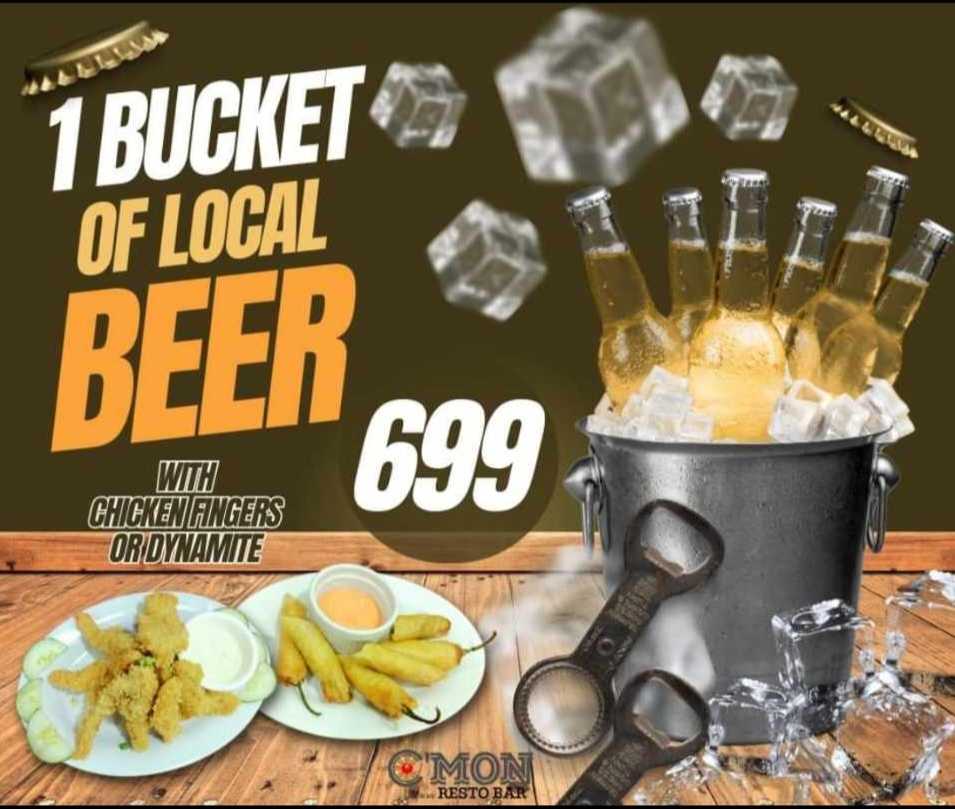 1 BUCKET
OF LOCAL
BEER
699
WITH
CHICKEN FINGERS
OR DYNAMITE
C'MON
RESTO BAR